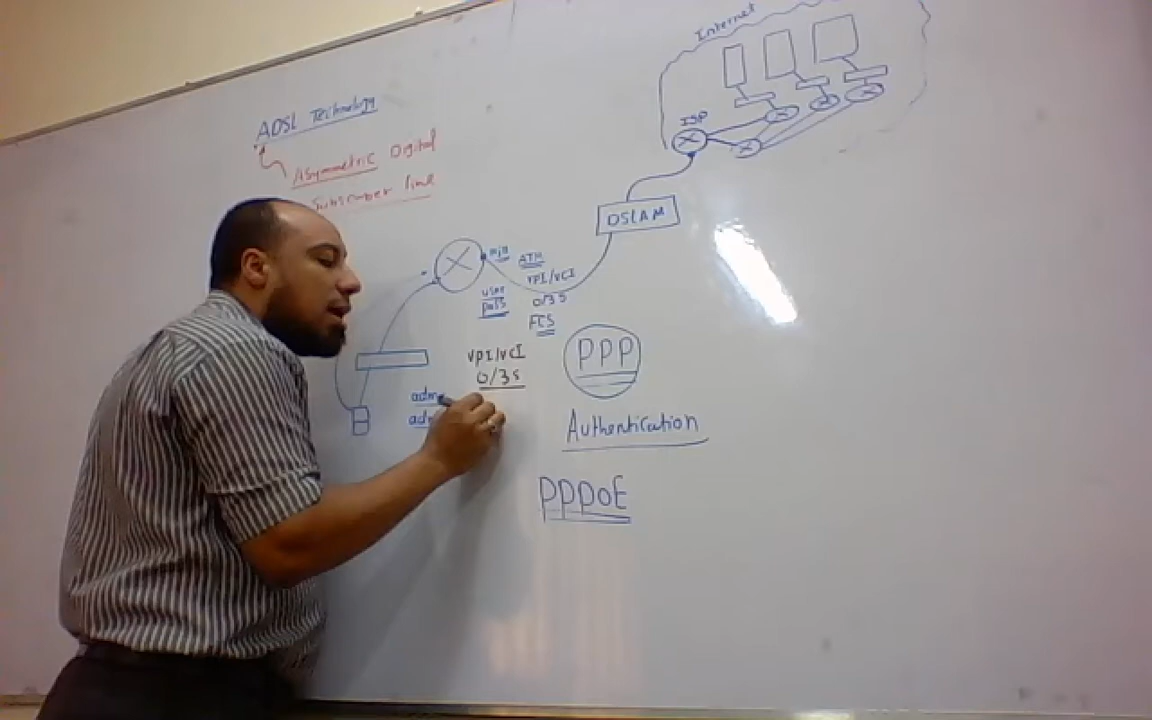 Internet
ADSL Technology
ISP
Asymmetric Digital
Subscriber line
DSLAM
ATM
VPI/VCI
user
pass
0/35
FCS
VPI/VCI
0/35
PPP
Authentication
PPPoE